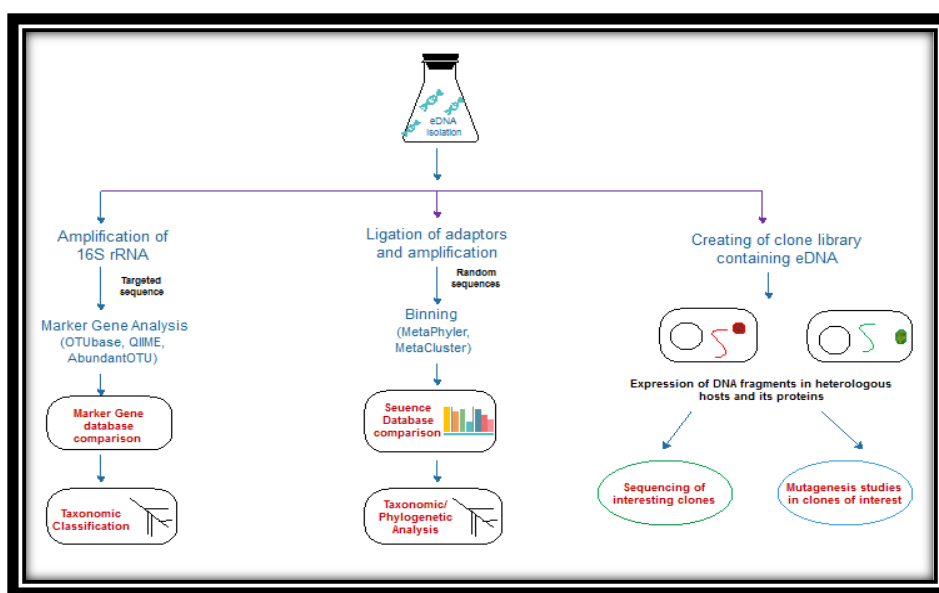 eDNA
isolation
Amplification of
16S rRNA
Targeted
sequence
Marker Gene Analysis
(OTUbase, QIIME,
AbundantOTU)
Marker Gene
database
comparison
Taxonomic
Classification
Ligation of adaptors
and amplification
Random
sequences
Binning
(MetaPhyler,
MetaCluster)
Seuence
Database
comparison
Taxonomic/
Phylogenetic
Analysis
Creating of clone library
containing eDNA
Expression of DNA fragments in heterologous
hosts and its proteins
Sequencing of
interesting clones
Mutagenesis studies
in clones of interest